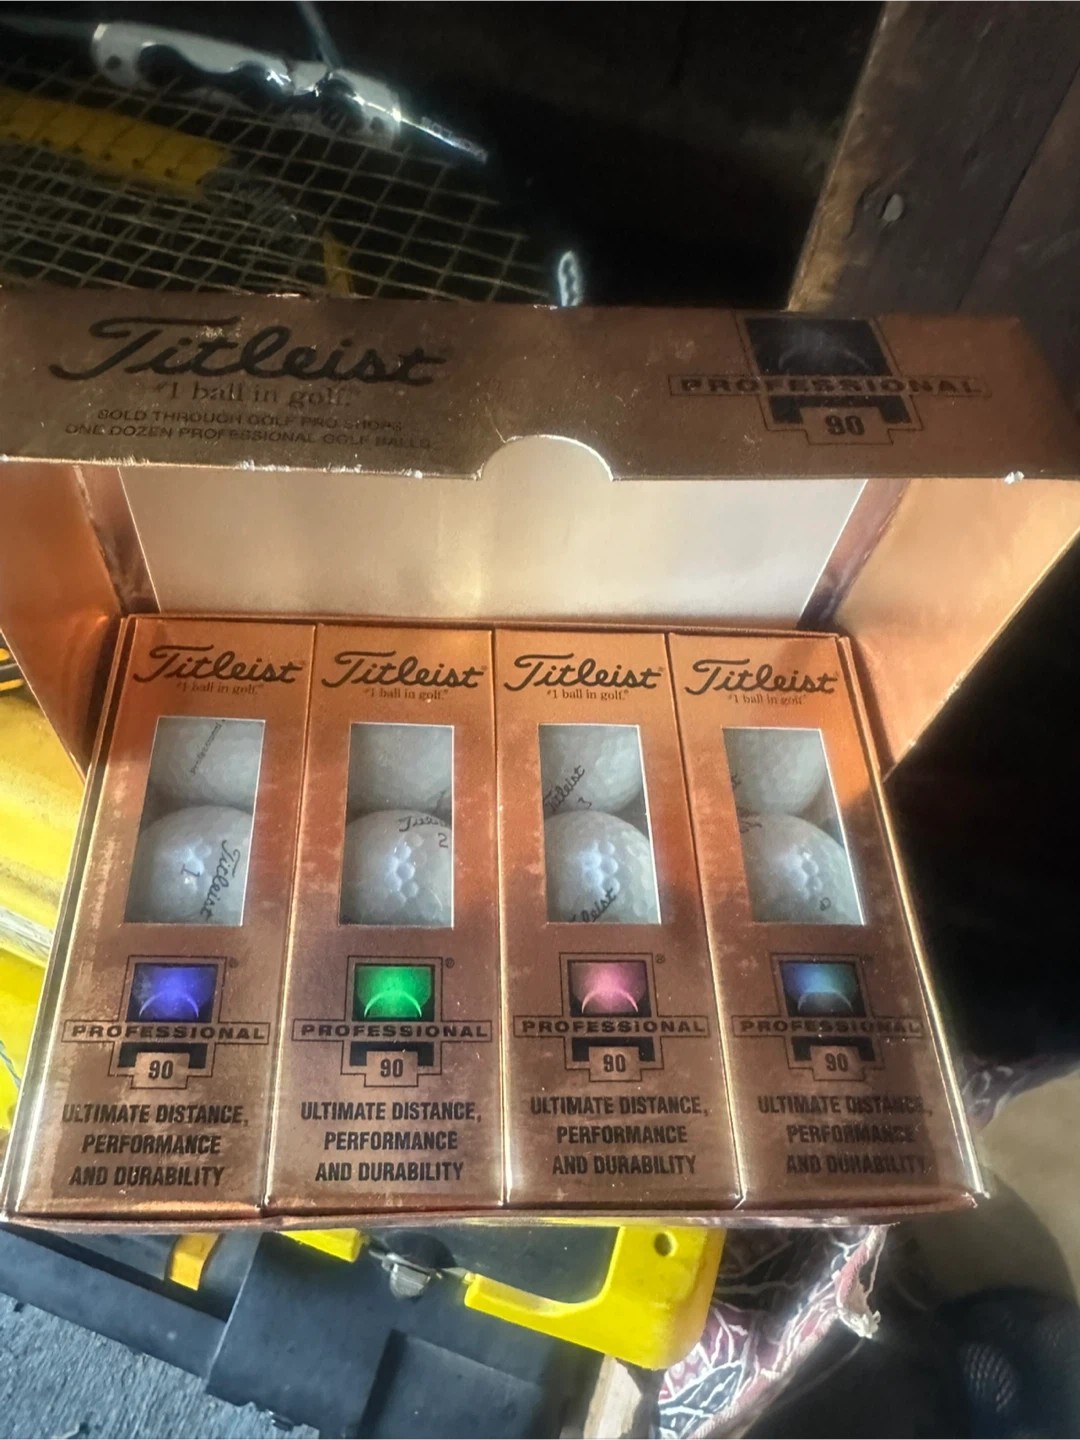 Titleist
"1 ball in golf."
SOLD THROUGH GOLF PRO SHOPS
ONE DOZEN PROFESSIONAL GOLF BALLS
PROFESSIONAL
90
Titleist®
"1 ball in golf."
Titleist
1
®
PROFESSIONAL
90
ULTIMATE DISTANCE,
PERFORMANCE
AND DURABILITY
Titleist®
"1 ball in golf."
2
®
PROFESSIONAL
90
ULTIMATE DISTANCE,
PERFORMANCE
AND DURABILITY
Titleist®
"1 ball in golf."
Titleist
3
®
PROFESSIONAL
90
ULTIMATE DISTANCE,
PERFORMANCE
AND DURABILITY
Titleist®
"1 ball in golf."
PROFESSIONAL
90
ULTIMATE DISTANCE,
PERFORMANCE
AND DURABILITY